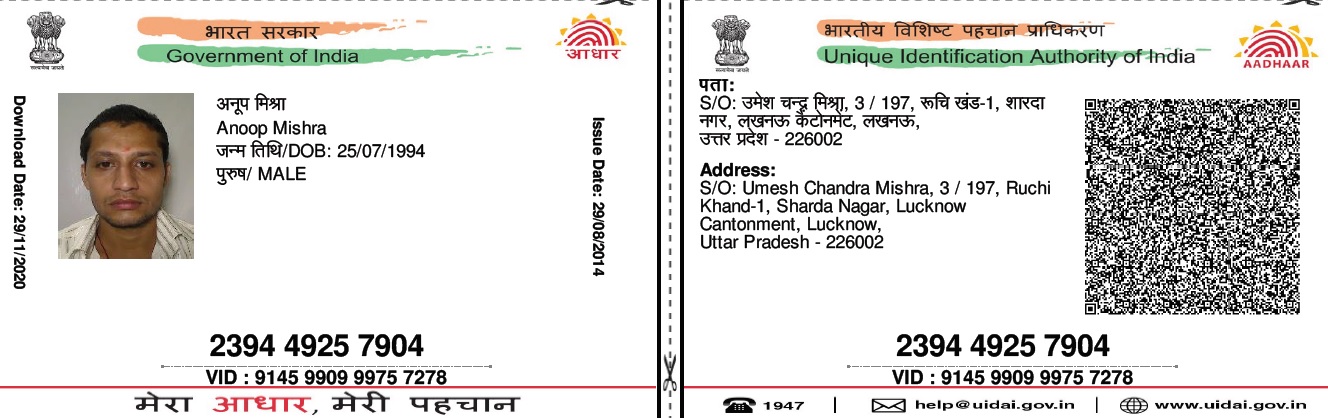 भारत सरकार
Government of India
आधार
Download Date: 29/11/2020
अनूप मिश्रा
Anoop Mishra
जन्म तिथि/DOB: 25/07/1994
पुरुष/ MALE
Issue Date: 29/08/2014
2394 4925 7904
VID : 9145 9909 9975 7278
मेरा आधार, मेरी पहचान
सत्यमेव जयते
भारतीय विशिष्ट पहचान प्राधिकरण
Unique Identification Authority of India
सत्यमेव जयते
AADHAAR
पता:
S/O: उमेश चन्द्र मिश्रा, 3 / 197, रूचि खंड-1, शारदा
नगर, लखनऊ कैंटोनमेंट, लखनऊ,
उत्तर प्रदेश - 226002
Address:
S/O: Umesh Chandra Mishra, 3 / 197, Ruchi
Khand-1, Sharda Nagar, Lucknow
Cantonment, Lucknow,
Uttar Pradesh - 226002
2394 4925 7904
VID : 9145 9909 9975 7278
1947
help@uidai.gov.in
www.uidai.gov.in